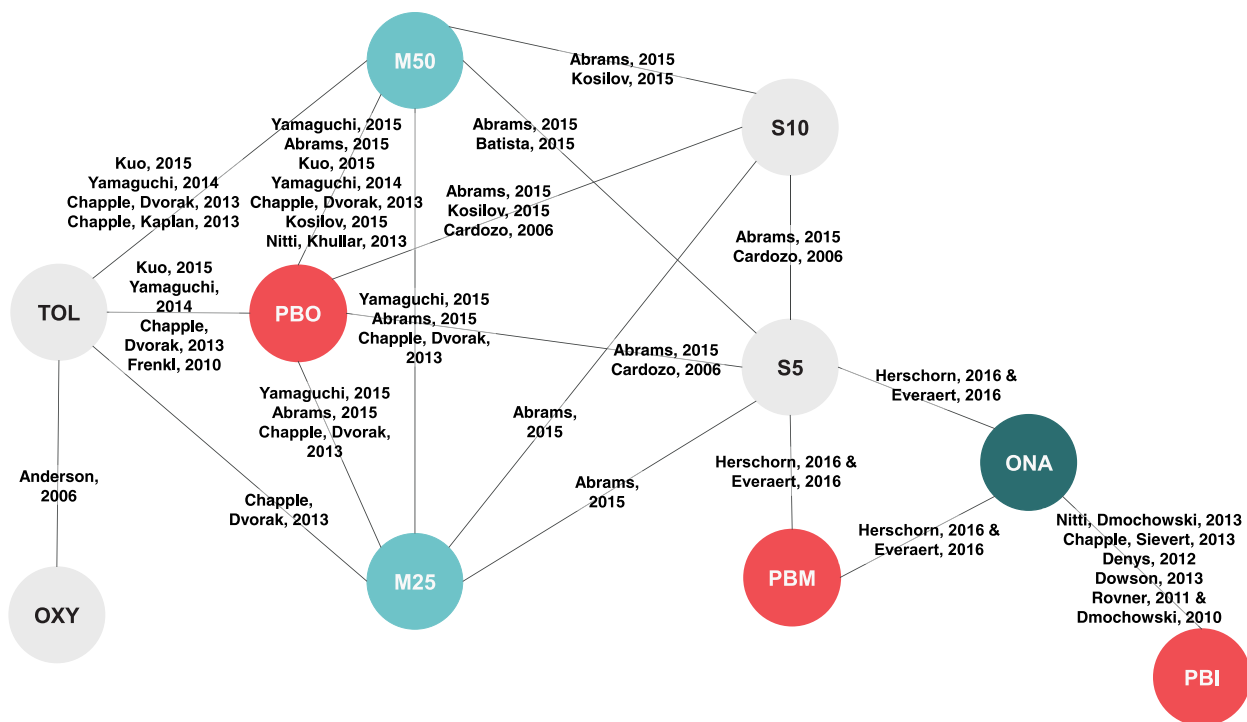 M50
Abrams, 2015
Kosilov, 2015
S10
Yamaguchi, 2015
Abrams, 2015
Kuo, 2015
Yamaguchi, 2014
Chapple, Dvorak, 2013
Kosilov, 2015
Nitti, Khullar, 2013
Abrams, 2015
Batista, 2015
Kuo, 2015
Yamaguchi, 2014
Chapple, Dvorak, 2013
Chapple, Kaplan, 2013
Abrams, 2015
Kosilov, 2015
Cardozo, 2006
Abrams, 2015
Cardozo, 2006
TOL
Kuo, 2015
Yamaguchi,
2014
Chapple,
Dvorak, 2013
Frenkl, 2010
PBO
Yamaguchi, 2015
Abrams, 2015
Chapple, Dvorak,
2013
Abrams, 2015
Cardozo, 2006
S5
Herschorn, 2016 &
Everaert, 2016
Yamaguchi, 2015
Abrams, 2015
Chapple, Dvorak,
2013
Abrams,
2015
Anderson,
2006
Chapple,
Dvorak, 2013
Abrams,
2015
Herschorn, 2016 &
Everaert, 2016
ONA
Herschorn, 2016 &
Everaert, 2016
Nitti, Dmochowski, 2013
Chapple, Sievert, 2013
Denys, 2012
Dowson, 2013
Rovner, 2011 &
Dmochowski, 2010
OXY
M25
PBM
PBI